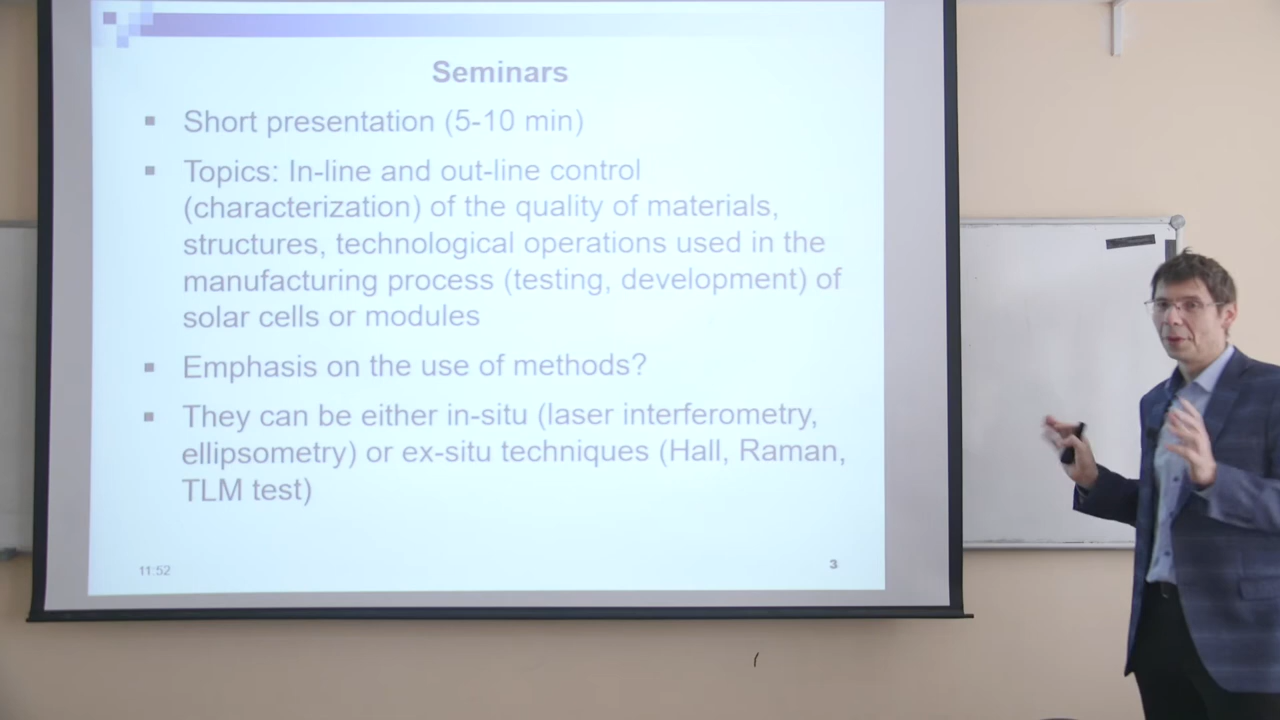 Seminars
Short presentation (5-10 min)
Topics: In-line and out-line control
(characterization) of the quality of materials,
structures, technological operations used in the
manufacturing process (testing, development) of
solar cells or modules
Emphasis on the use of methods?
They can be either in-situ (laser interferometry,
ellipsometry) or ex-situ techniques (Hall, Raman,
TLM test)
11:52
3